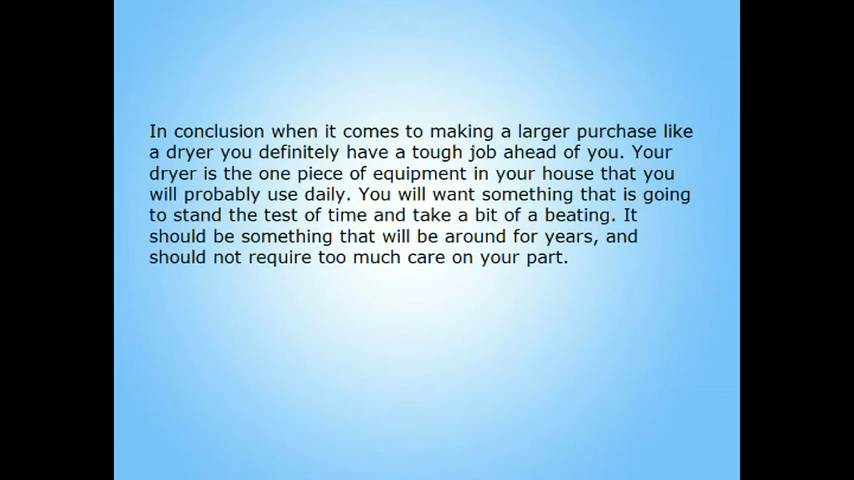 In conclusion when it comes to making a larger purchase like
a dryer you definitely have a tough job ahead of you. Your
dryer is the one piece of equipment in your house that you
will probably use daily. You will want something that is going
to stand the test of time and take a bit of a beating. It
should be something that will be around for years, and
should not require too much care on your part.